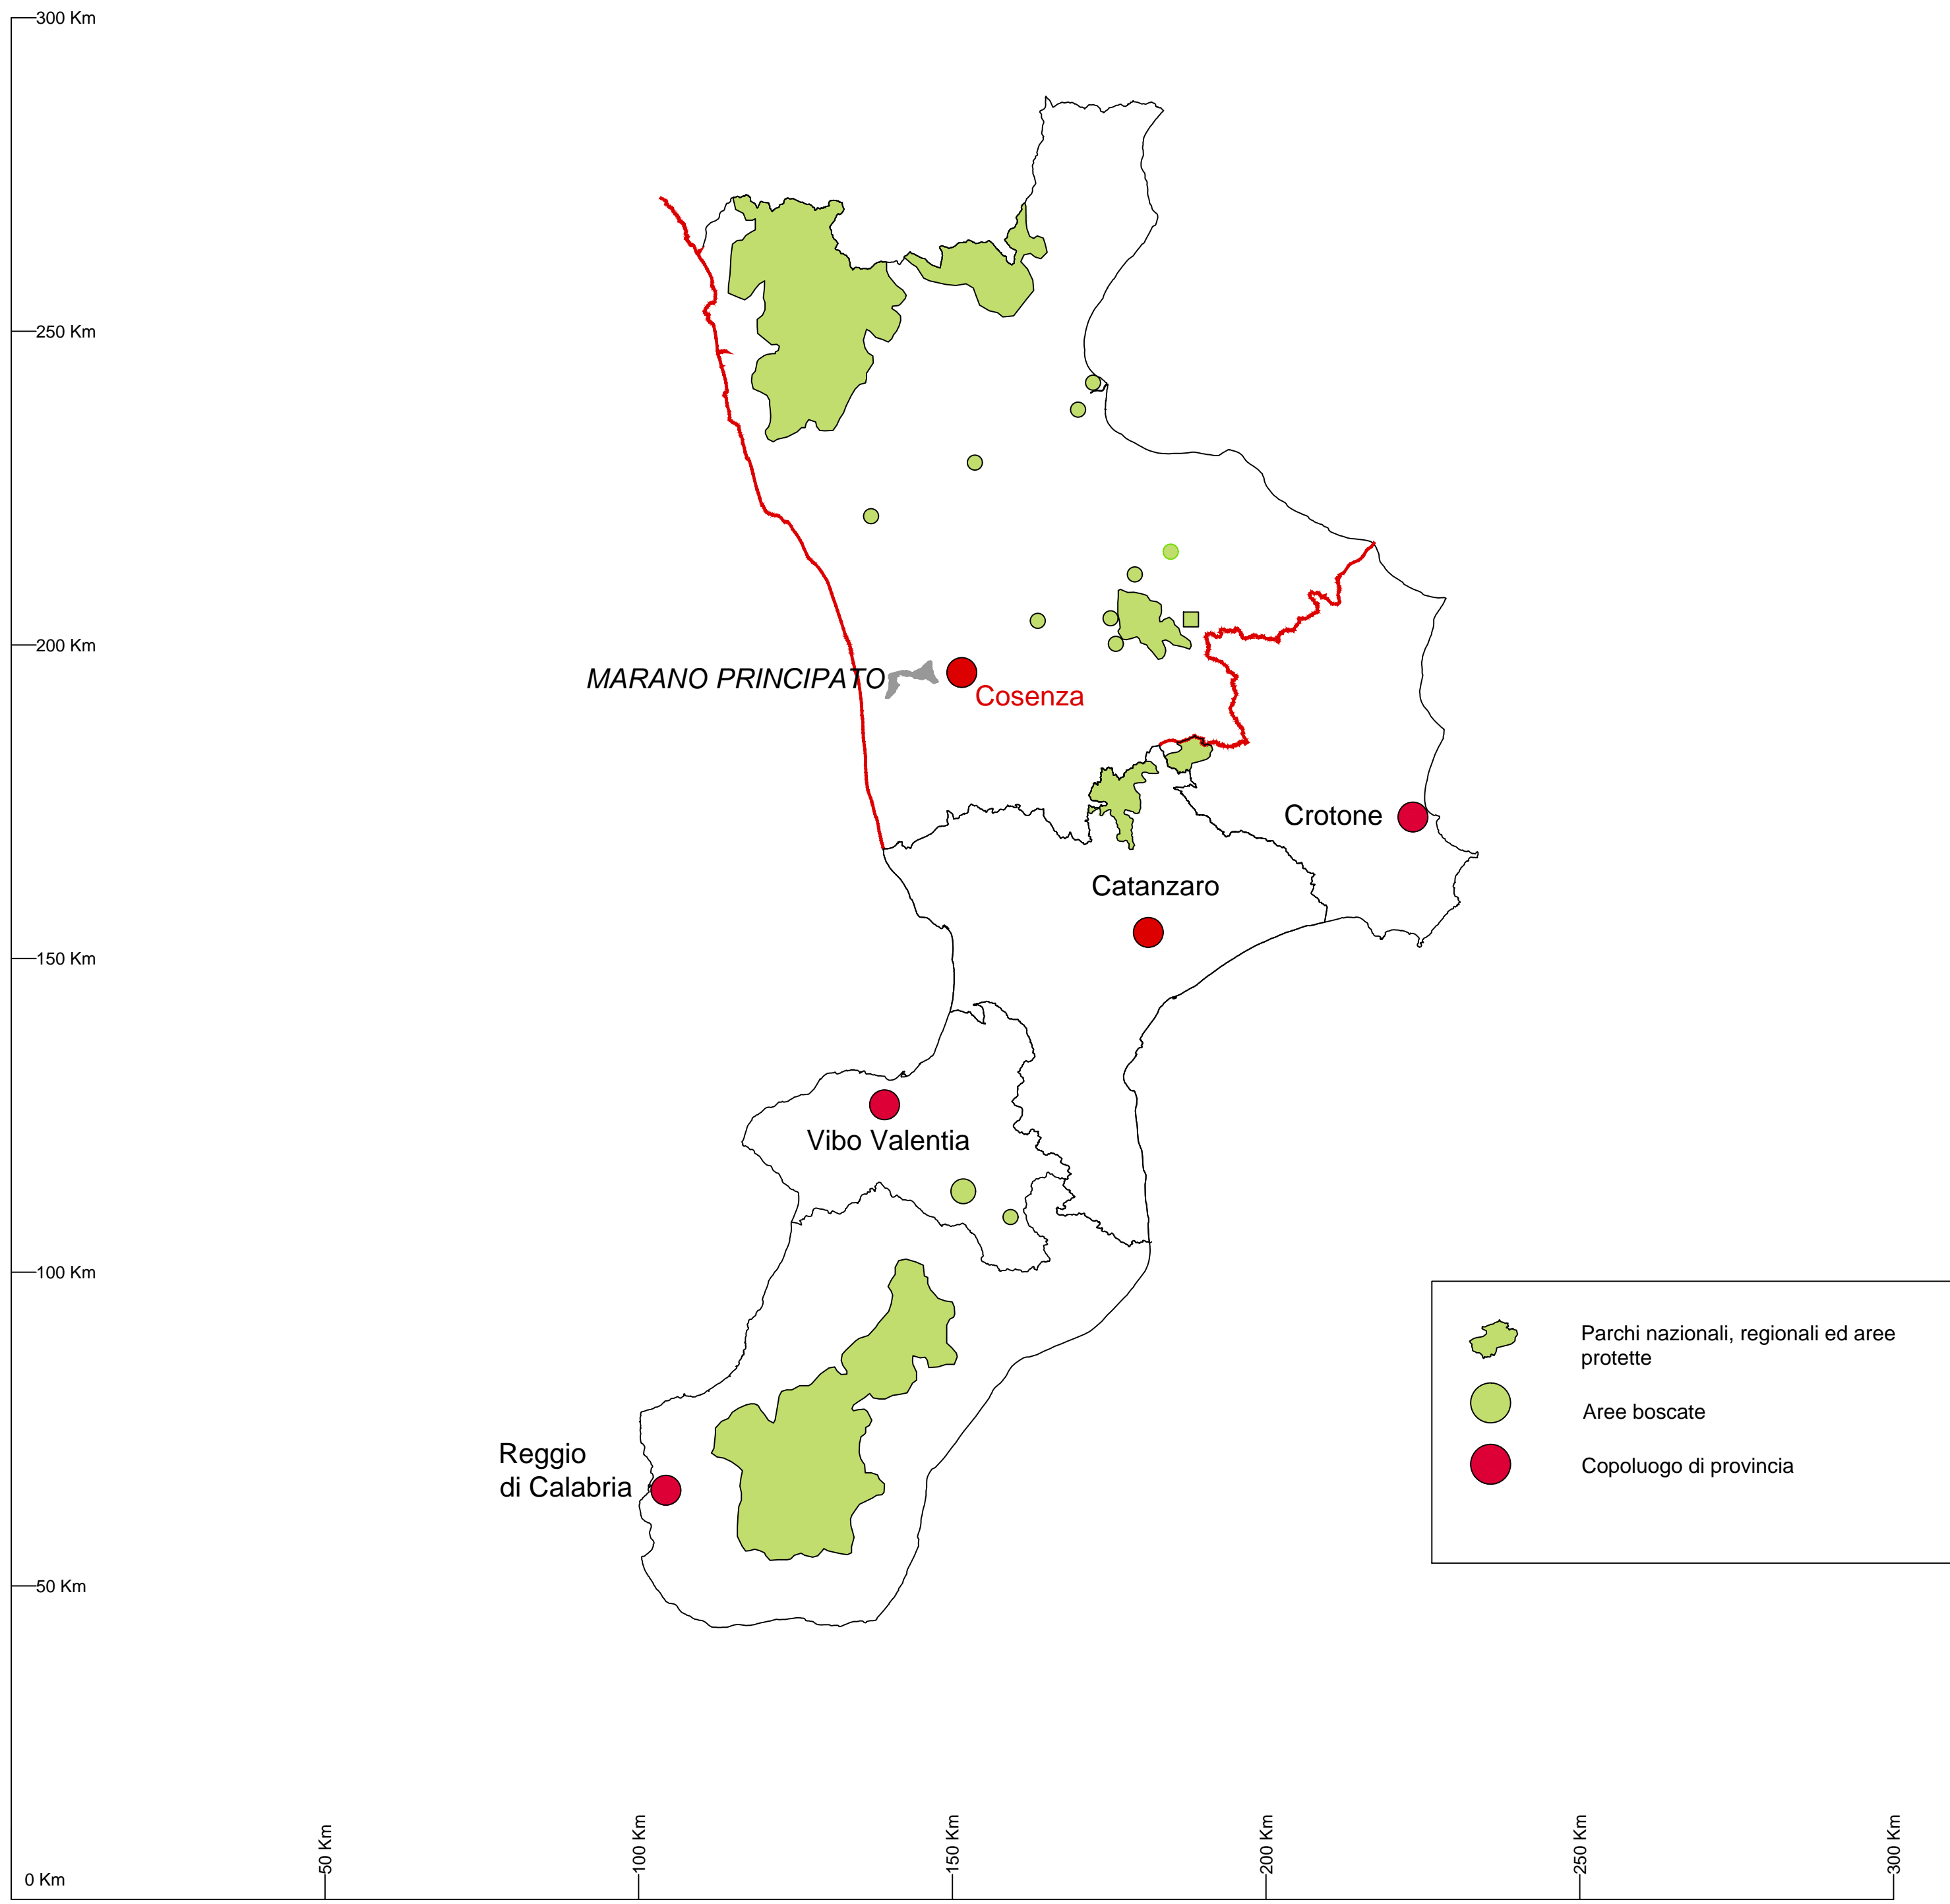 300 Km
250 Km
200 Km
MARANO PRINCIPATO
Cosenza
Crotone
Catanzaro
150 Km
Vibo Valentia
100 Km
Parchi nazionali, regionali ed aree
protette
Aree boscate
Copoluogo di provincia
Reggio
di Calabria
50 Km
0 Km
50 Km
100 Km
150 Km
200 Km
250 Km
300 Km